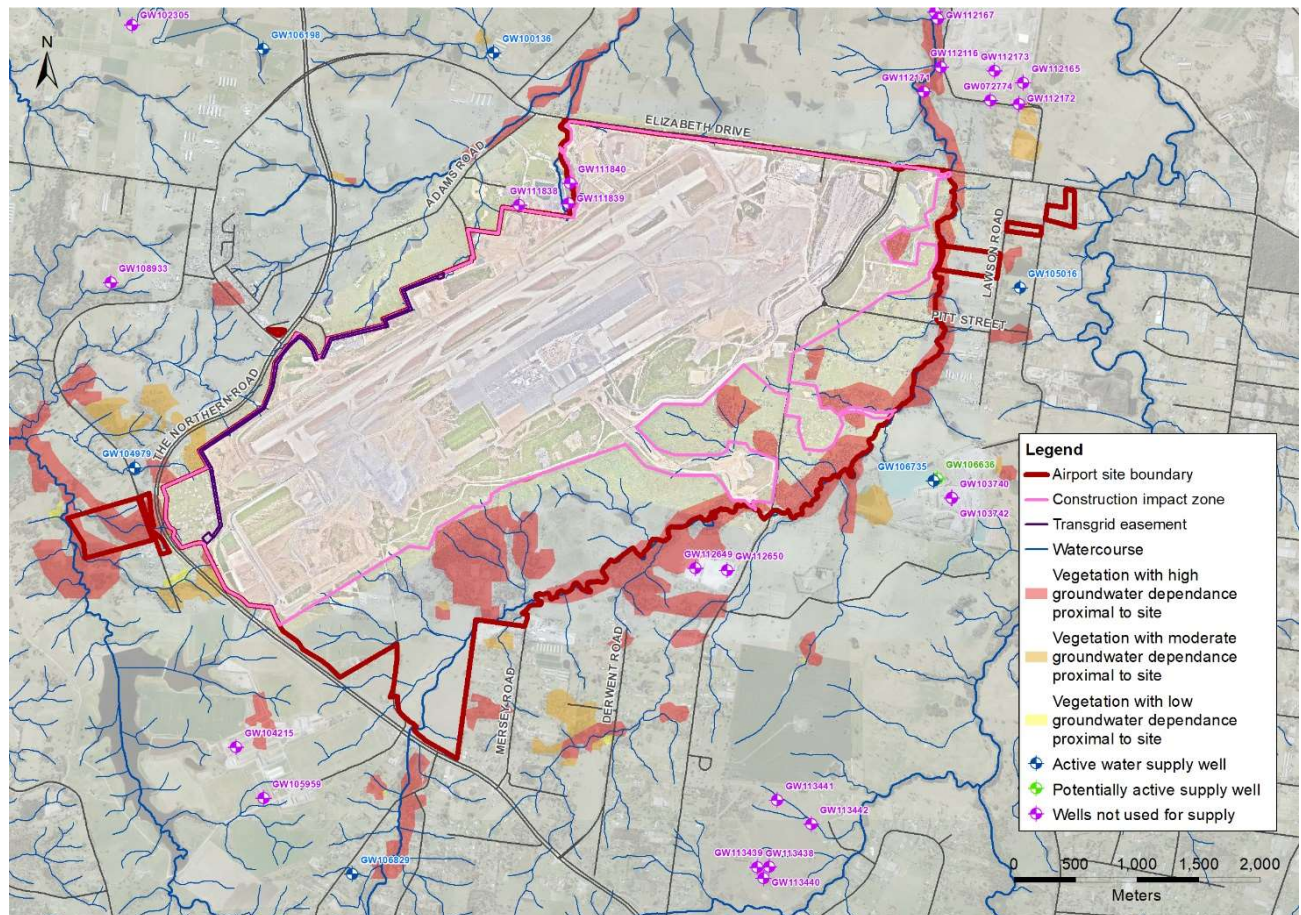 GW102305
GW106198
GW100136
GW112167
GW112116
GW112173
GW112165
GW112171
GW072774
GW112172
N
ELIZABETH DRIVE
ADAMS ROAD
GW111840
GW111838
GW111839
LAWSON ROAD
GW108933
GW105016
PITT STREET
THE NORTHERN ROAD
GW104979
GW106735
GW106636
GW103740
GW103742
GW112649
GW112650
MERSEY ROAD
DERWENT ROAD
GW104215
GW105959
GW113441
GW113442
GW113439
GW113438
GW113440
GW106829
Legend
Airport site boundary
Construction impact zone
Transgrid easement
Watercourse
Vegetation with high
groundwater dependance
proximal to site
Vegetation with moderate
groundwater dependance
proximal to site
Vegetation with low
groundwater dependance
proximal to site
Active water supply well
Potentially active supply well
Wells not used for supply
0 500 1,000 1,500 2,000
Meters